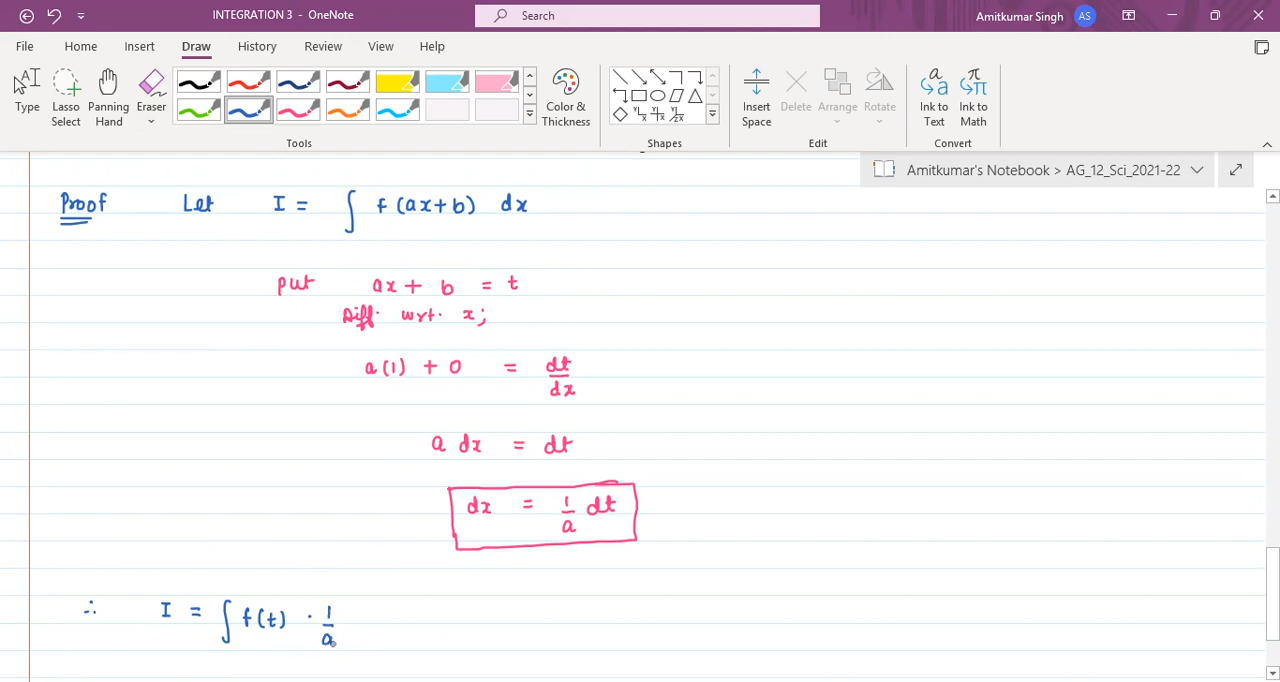 INTEGRATION 3 - OneNote
Search
Amitkumar Singh AS
File Home Insert Draw History Review View Help
Type
Lasso Select
Panning Hand
Eraser
Color & Thickness
Insert Space
Delete
Arrange
Rotate
Ink to Text
Ink to Math
Tools Shapes Edit Convert
Amitkumar's Notebook > AG_12_Sci_2021-22
Proof Let I = ∫ f(ax+b) dx
put ax + b = t
Diff. wrt. x;
a(1) + 0 = dt/dx
a dx = dt
dx = 1/a dt
∴ I = ∫ f(t) · 1/a